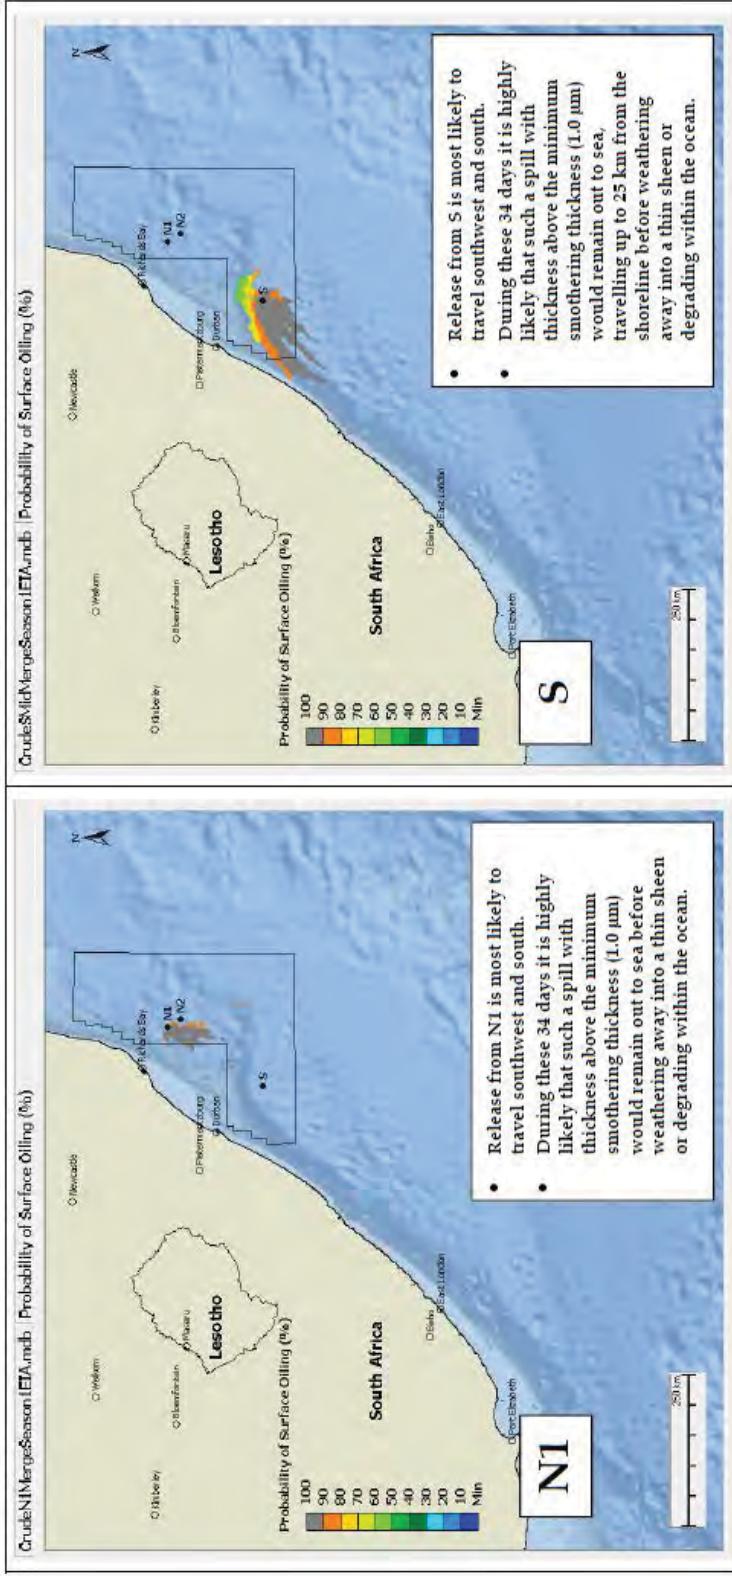 CrudeN1MergeSeason1ETA.mdb | Probability of Surface Oiling (%)
N
Newcastle
Welkom
Kimberley
Bloemfontein
Maseru
Lesotho
Richards Bay
N1
N2
Pietermaritzburg
Durban
S
Probability of Surface Oiling (%)
100
90
80
70
60
50
40
30
20
10
Min
South Africa
Bisho
East London
Port Elizabeth
N1
250 km
• Release from N1 is most likely to
travel southwest and south.
• During these 34 days it is highly
likely that such a spill with
thickness above the minimum
smothering thickness (1.0 µm)
would remain out to sea before
weathering away into a thin sheen
or degrading within the ocean.
CrudeSMidMergeSeason1ETA.mdb | Probability of Surface Oiling (%)
N
Newcastle
Welkom
Kimberley
Bloemfontein
Maseru
Lesotho
Richards Bay
N1
N2
Pietermaritzburg
Durban
S
Probability of Surface Oiling (%)
100
90
80
70
60
50
40
30
20
10
Min
South Africa
Bisho
East London
Port Elizabeth
S
250 km
• Release from S is most likely to
travel southwest and south.
• During these 34 days it is highly
likely that such a spill with
thickness above the minimum
smothering thickness (1.0 µm)
would remain out to sea,
travelling up to 25 km from the
shoreline before weathering
away into a thin sheen or
degrading within the ocean.